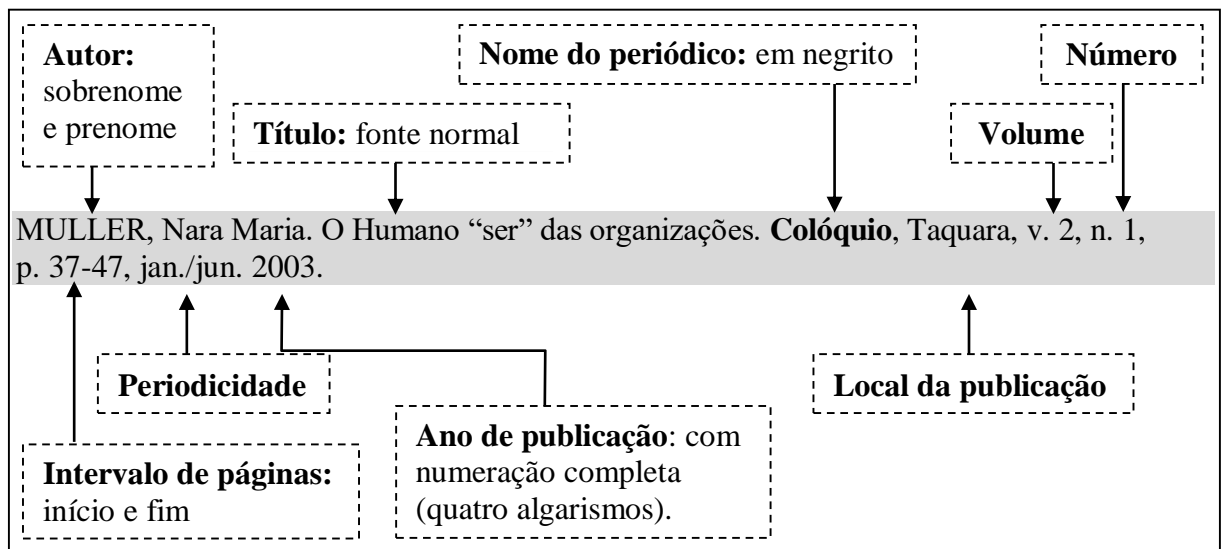 Autor:
sobrenome
e prenome
Nome do periódico: em negrito
Número
Título: fonte normal
Volume
MULLER, Nara Maria. O Humano “ser” das organizações. Colóquio, Taquara, v. 2, n. 1,
p. 37-47, jan./jun. 2003.
Periodicidade
Local da publicação
Ano de publicação: com
numeração completa
(quatro algarismos).
Intervalo de páginas:
início e fim